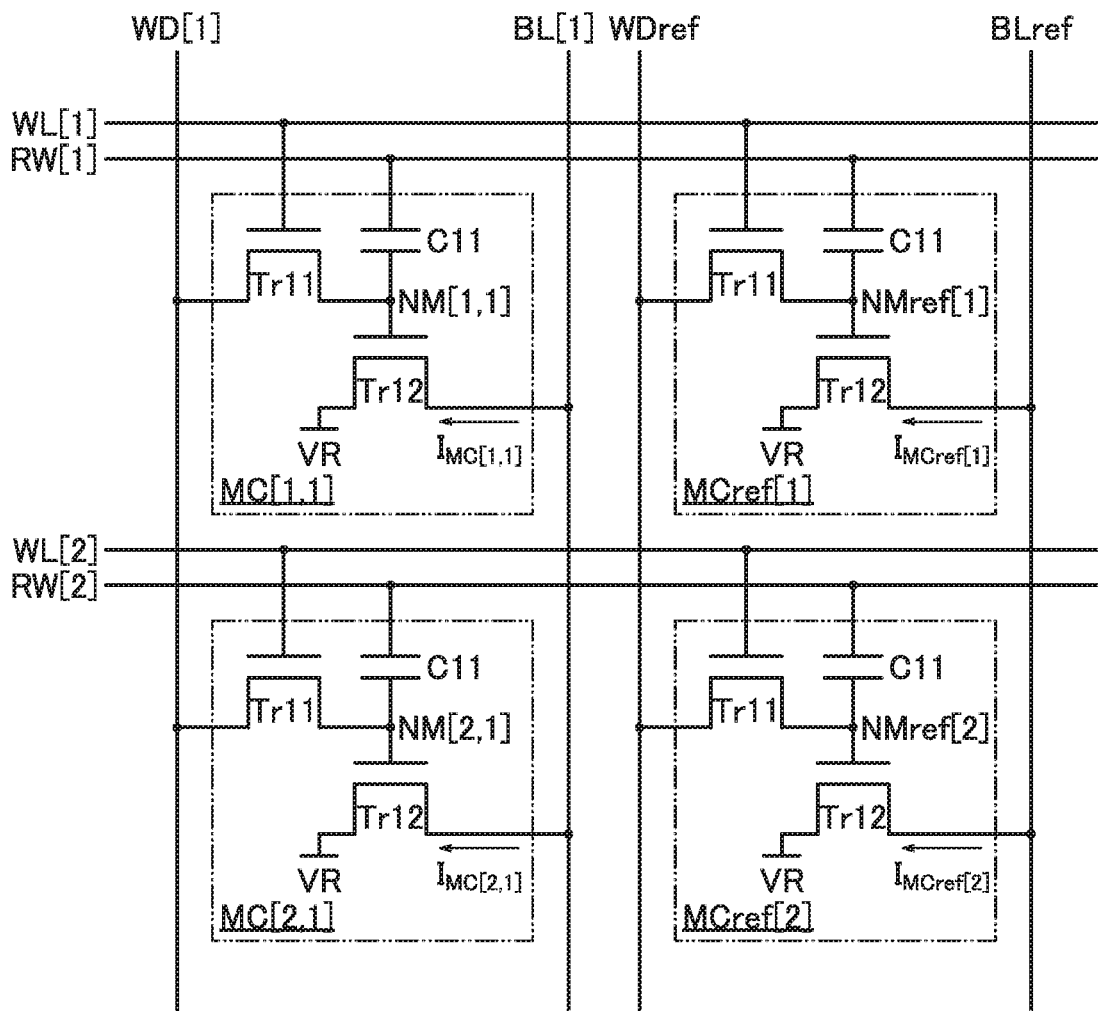 WD[1] BL[1] WDref BLref
WL[1]
RW[1]
C11 C11
Tr11 NM[1,1] Tr11 NMref[1]
Tr12 Tr12
VR I_MC[1,1] VR I_MCref[1]
MC[1,1] MCref[1]
WL[2]
RW[2]
C11 C11
Tr11 NM[2,1] Tr11 NMref[2]
Tr12 Tr12
VR I_MC[2,1] VR I_MCref[2]
MC[2,1] MCref[2]